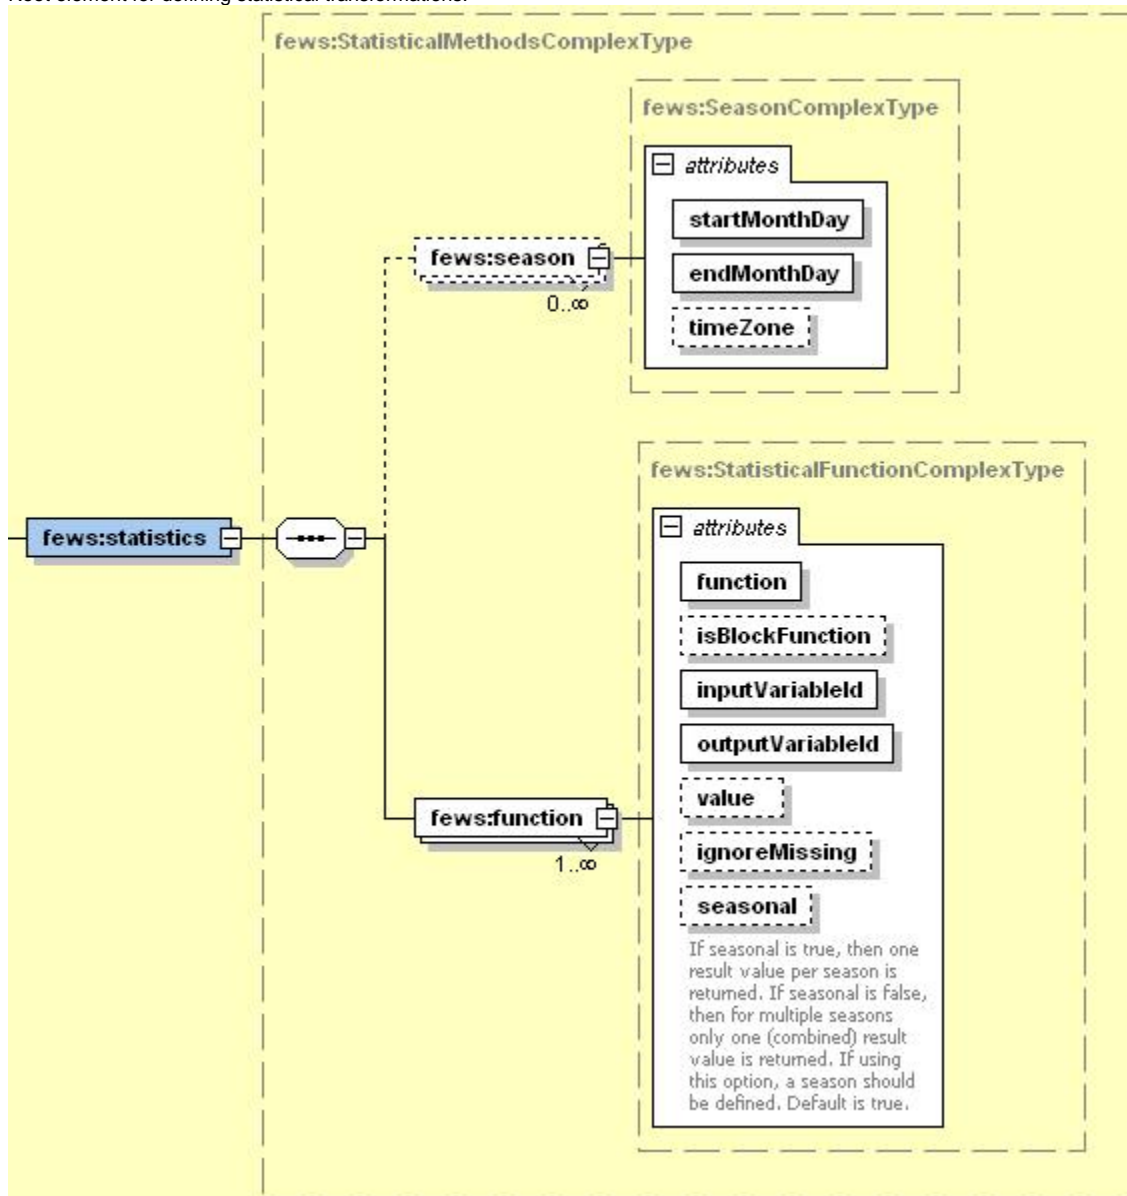 Root element for defining statistical transformations.
fews:StatisticalMethodsComplexType
fews:SeasonComplexType
attributes
startMonthDay
endMonthDay
timeZone
fews:season
0..∞
fews:statistics
fews:StatisticalFunctionComplexType
attributes
function
isBlockFunction
inputVariableId
outputVariableId
value
ignoreMissing
seasonal
If seasonal is true, then one
result value per season is
returned. If seasonal is false,
then for multiple seasons
only one (combined) result
value is returned. If using
this option, a season should
be defined. Default is true.
fews:function
1..∞